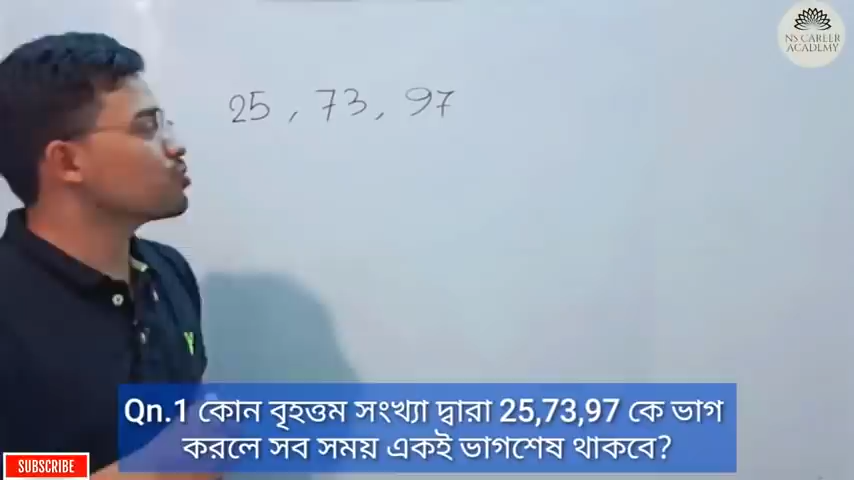 NS CAREER
ACADEMY
25, 73, 97
Qn.1 কোন বৃহত্তম সংখ্যা দ্বারা 25,73,97 কে ভাগ
করলে সব সময় একই ভাগশেষ থাকবে?
SUBSCRIBE